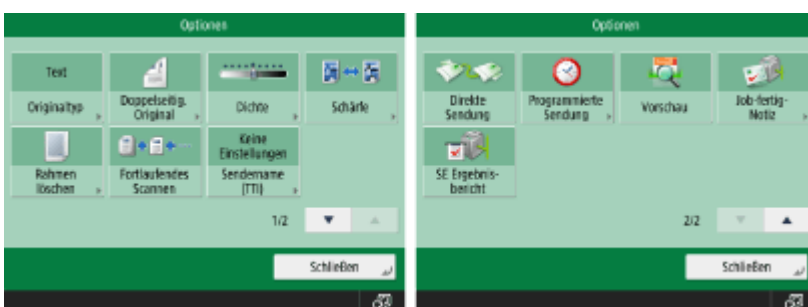 Optionen
Text
Originaltyp
Doppelseitig.
Original
Dichte
Schärfe
Rahmen
löschen
Fortlaufendes
Scannen
Keine
Einstellungen
Sendername
(TTI)
1/2
Schließen
Optionen
Direkte
Sendung
Programmierte
Sendung
Vorschau
Job-fertig-
Notiz
SE Ergebnis-
bericht
2/2
Schließen